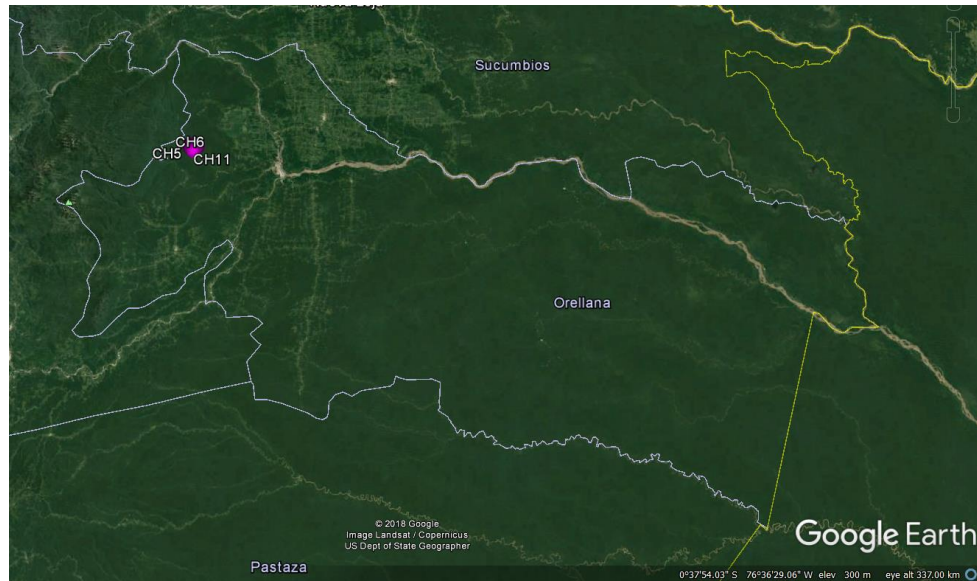 Sucumbios
CH6
CH5
CH11
Orellana
© 2018 Google
Image Landsat / Copernicus
US Dept of State Geographer
Google Earth
Pastaza
0°37'54.03" S 76°36'29.06" W elev 300 m eye alt 337.00 km